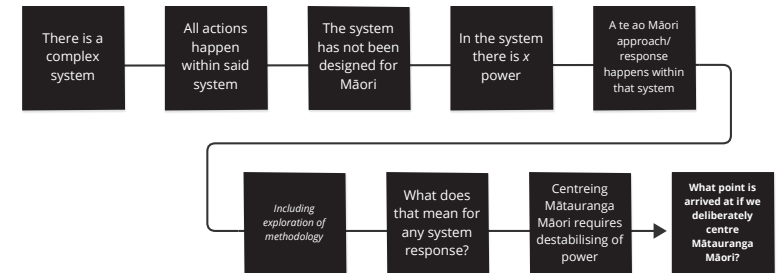 There is a
complex
system
All actions
happen
within said
system
The system
has not been
designed for
Māori
In the system
there is x
power
A te ao Māori
approach/
response
happens within
that system
Including
exploration of
methodology
What does
that mean for
any system
response?
Centreing
Mātauranga
Māori requires
destabilising of
power
What point is
arrived at if we
deliberately
centre
Mātauranga
Māori?